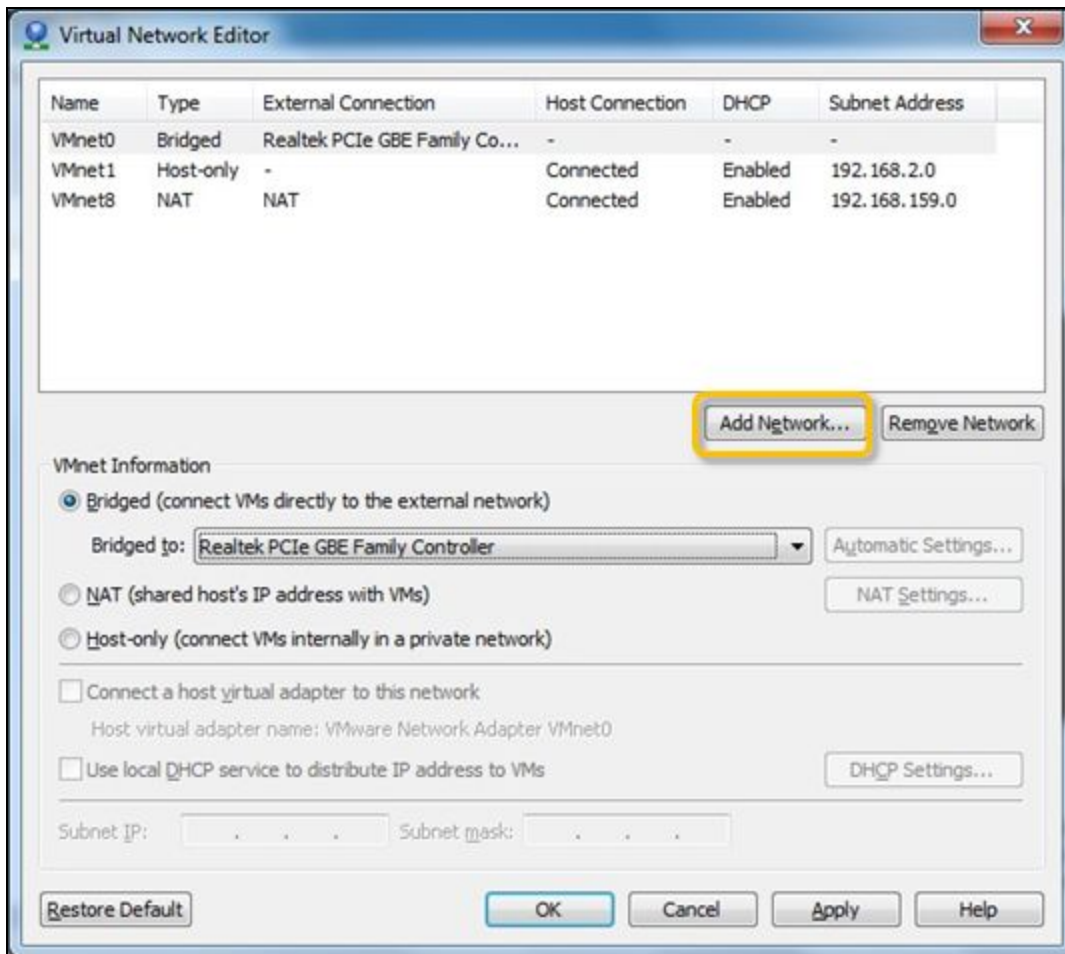 Virtual Network Editor
Name Type External Connection Host Connection DHCP Subnet Address
VMnet0 Bridged Realtek PCIe GBE Family Co... - - -
VMnet1 Host-only - Connected Enabled 192.168.2.0
VMnet8 NAT NAT Connected Enabled 192.168.159.0
Add Network... Remove Network
VMnet Information
Bridged (connect VMs directly to the external network)
Bridged to: Realtek PCIe GBE Family Controller Automatic Settings...
NAT (shared host's IP address with VMs) NAT Settings...
Host-only (connect VMs internally in a private network)
Connect a host virtual adapter to this network
Host virtual adapter name: VMware Network Adapter VMnet0
Use local DHCP service to distribute IP address to VMs DHCP Settings...
Subnet IP: . . . Subnet mask: . . .
Restore Default OK Cancel Apply Help